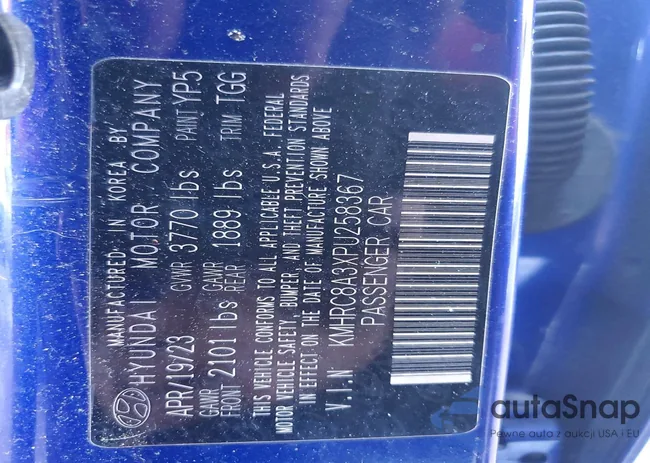 MANUFACTURED IN KOREA BY
HYUNDAI MOTOR COMPANY
APR/19/23 GVWR 3770 lbs PAINT YP5
GAWR FRONT 2101 lbs GAWR REAR 1889 lbs TRIM TGG
THIS VEHICLE CONFORMS TO ALL APPLICABLE U.S.A. FEDERAL
MOTOR VEHICLE SAFETY, BUMPER, AND THEFT PREVENTION STANDARDS
IN EFFECT ON THE DATE OF MANUFACTURE SHOWN ABOVE
V.I.N KMHRC8A3XPU258367
PASSENGER CAR
autaSnap
Pewne auta z aukcji USA i EU